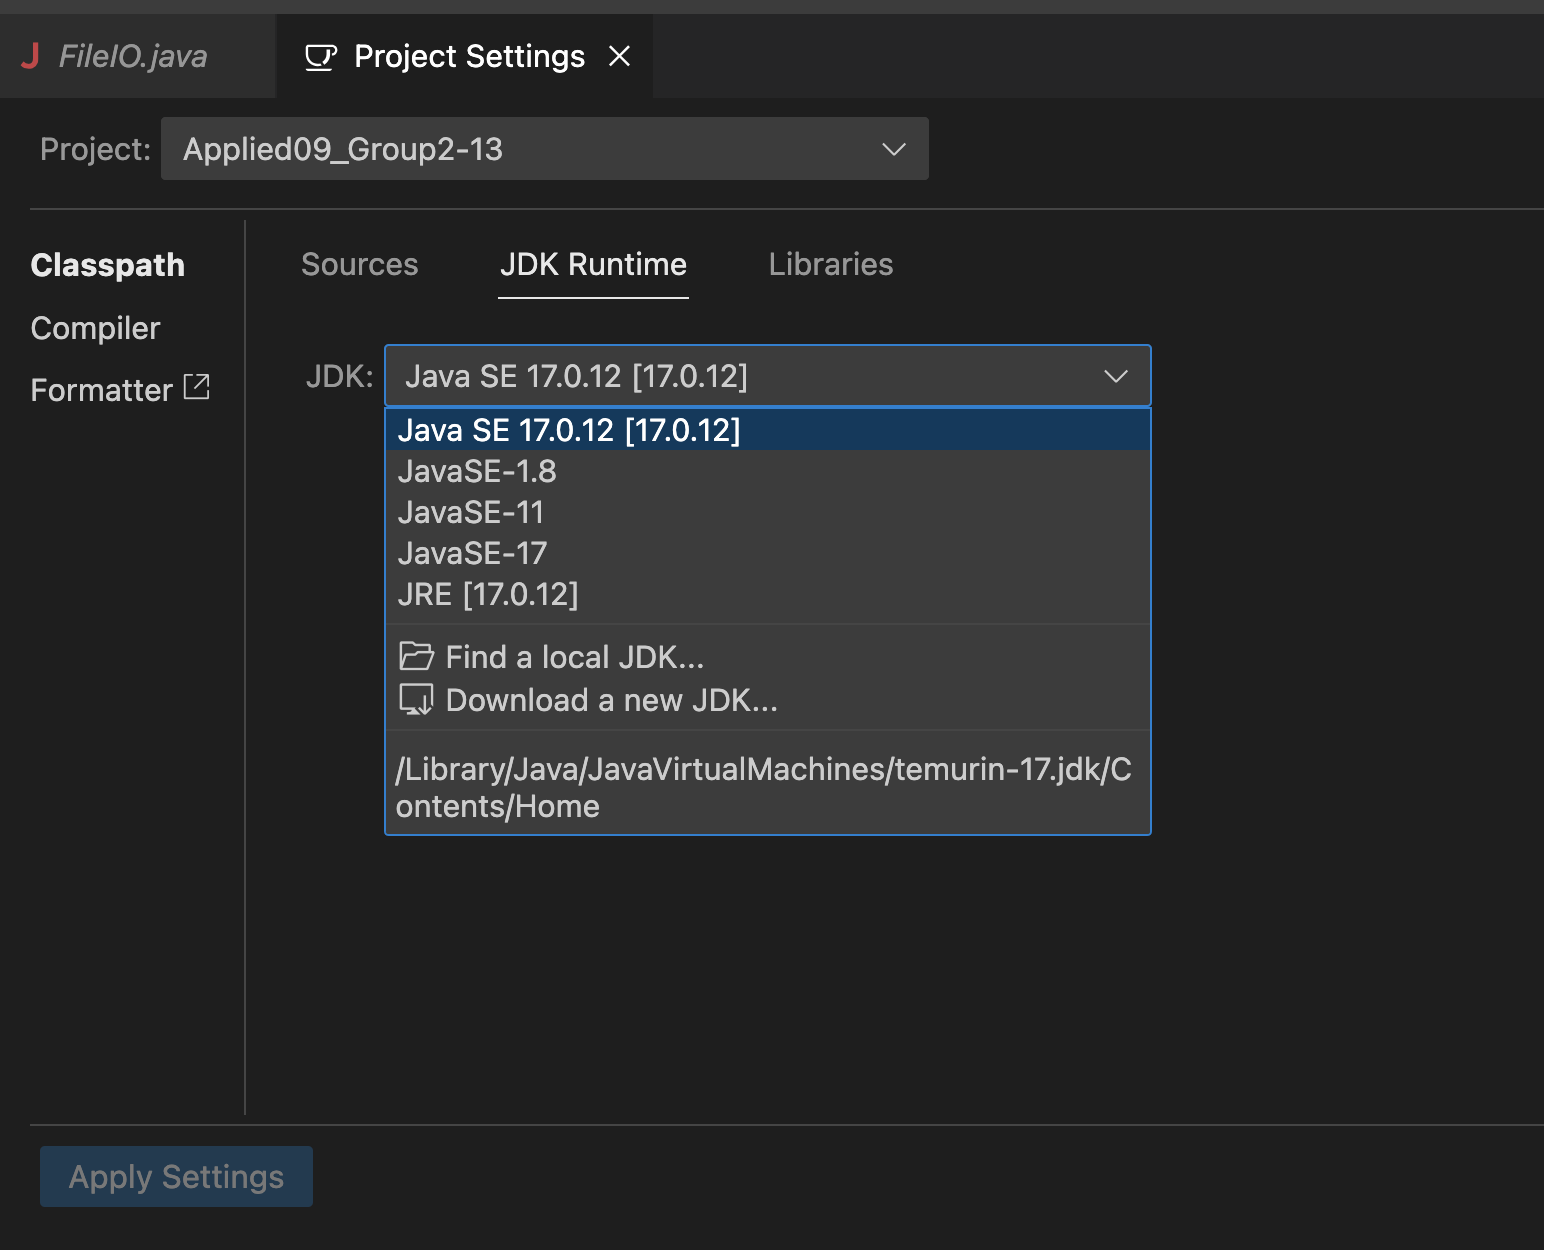 J FileIO.java
Project Settings
Project: Applied09_Group2-13
Classpath
Compiler
Formatter
Sources JDK Runtime Libraries
JDK: Java SE 17.0.12 [17.0.12]
Java SE 17.0.12 [17.0.12]
JavaSE-1.8
JavaSE-11
JavaSE-17
JRE [17.0.12]
Find a local JDK...
Download a new JDK...
/Library/Java/JavaVirtualMachines/temurin-17.jdk/C
ontents/Home
Apply Settings